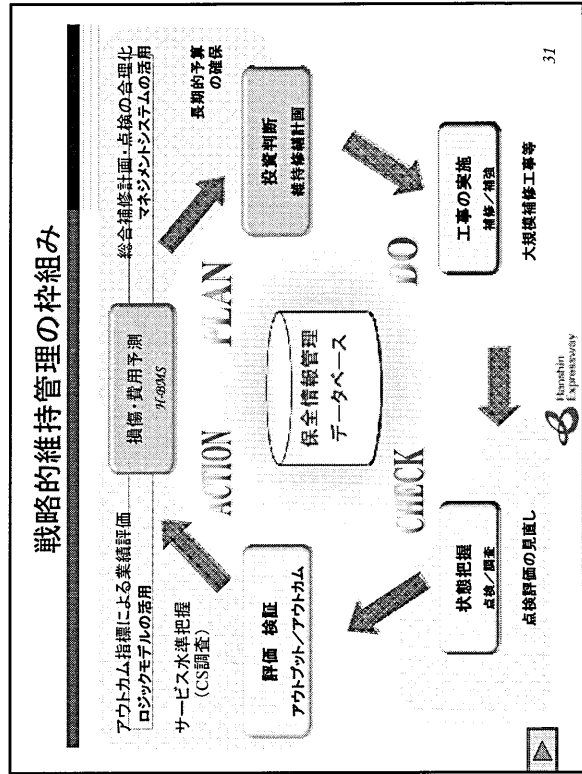 戦略的維持管理の枠組み
アウトカム指標による業績評価
ロジックモデルの活用
総合補修計画・点検の合理化
マネジメントシステムの活用
損傷・費用予測
H-BMS
サービス水準把握
(CS調査)
長期的予算
の確保
ACTION
PLAN
評価 検証
アウトプット/アウトカム
保全情報管理
データベース
投資判断
維持修繕計画
CHECK
DO
状態把握
点検/調査
点検評価の見直し
工事の実施
補修/補強
大規模補修工事等
Hanshin
Expressway
31